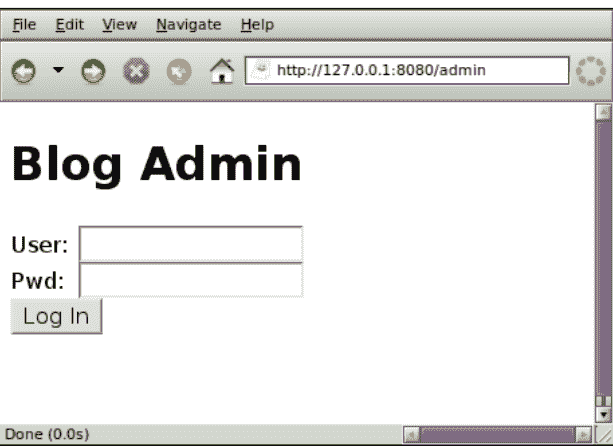 File Edit View Navigate Help
http://127.0.0.1:8080/admin
Blog Admin
User:
Pwd:
Log In
Done (0.0s)